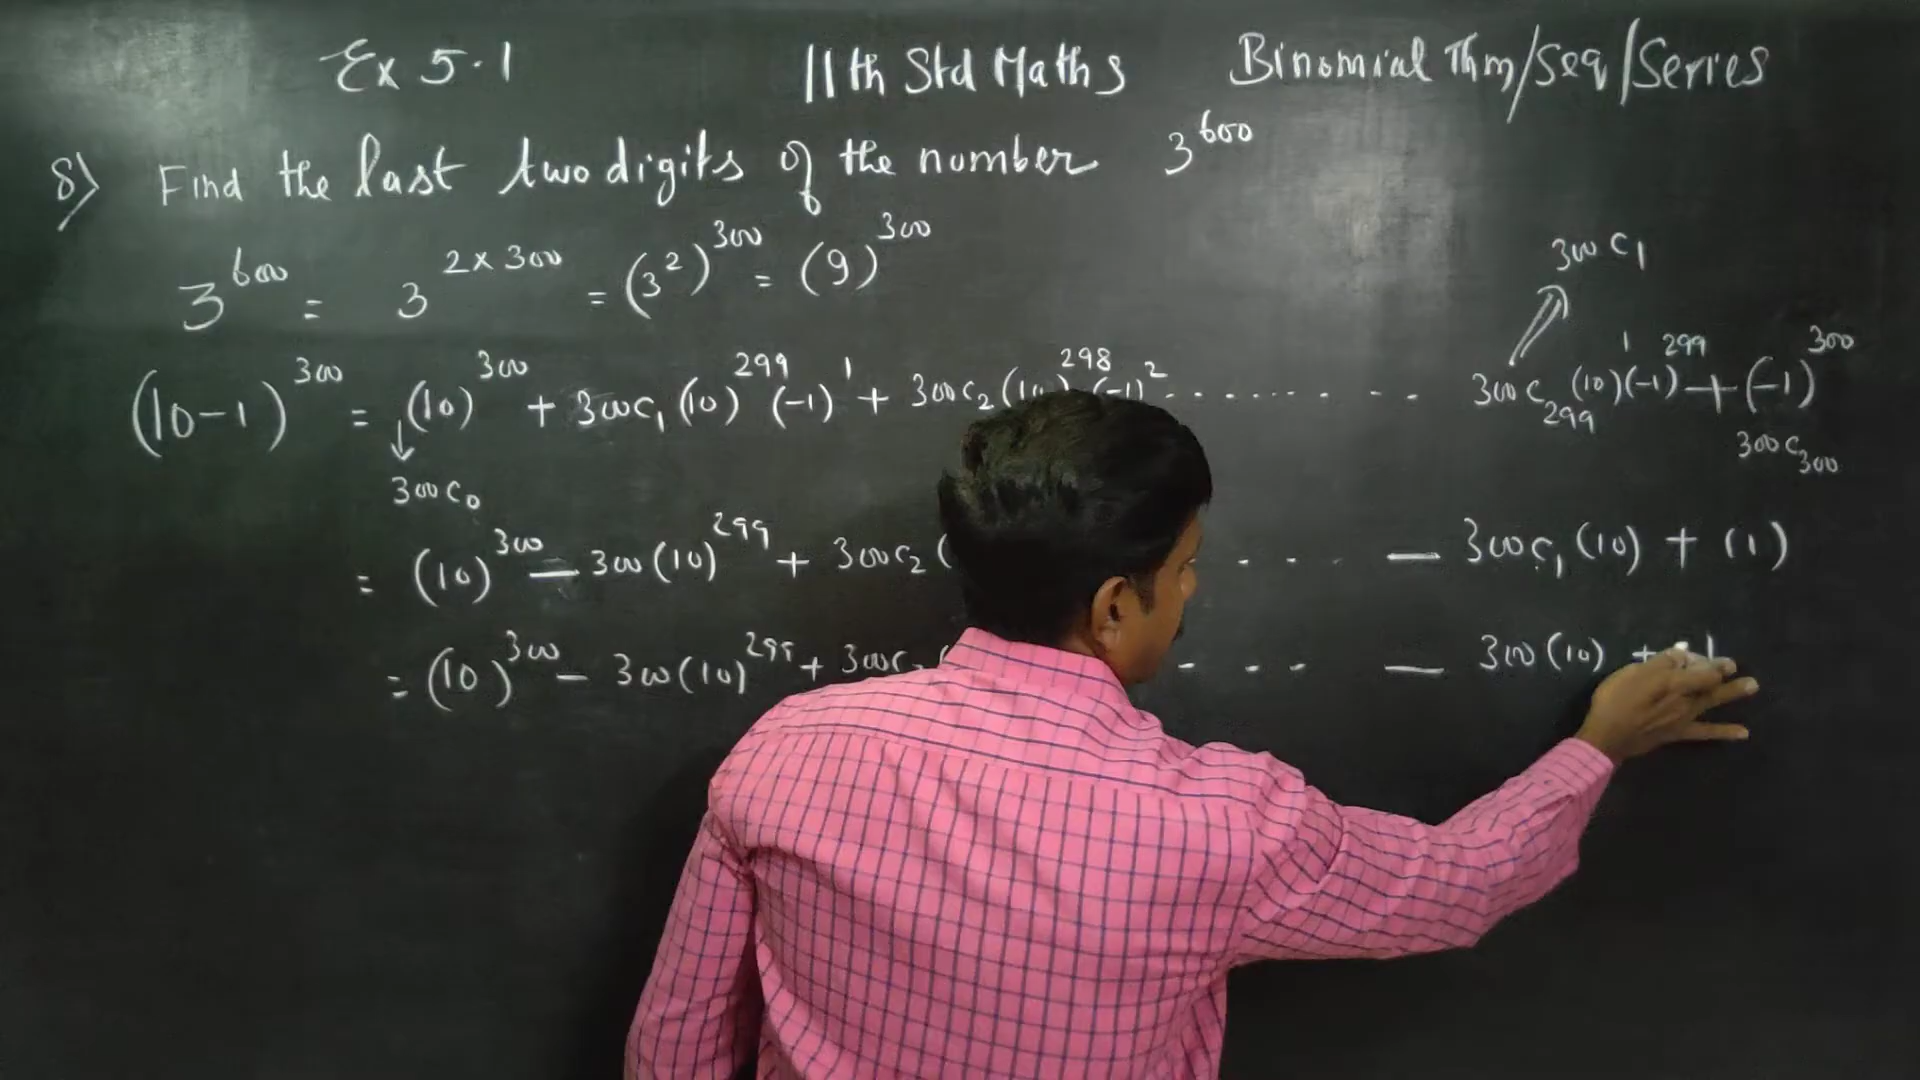 Ex 5.1 11th Std Maths Binomial Thm/Seq/Series
8) Find the last two digits of the number 3^600
3^600 = 3^(2×300) = (3^2)^300 = (9)^300
300C₁
(10-1)^300 = (10)^300 + 300C₁(10)^299(-1)^1 + 300C₂(10)^298(-1)^2 ........ 300C₂₉₉(10)^1(-1)^299 + (-1)^300
300C₀ 300C₃₀₀
= (10)^300 - 300(10)^299 + 300C₂( ... - 300C₁(10) + (1)
= (10)^300 - 300(10)^299 + 300C ... - 300(10) + 1